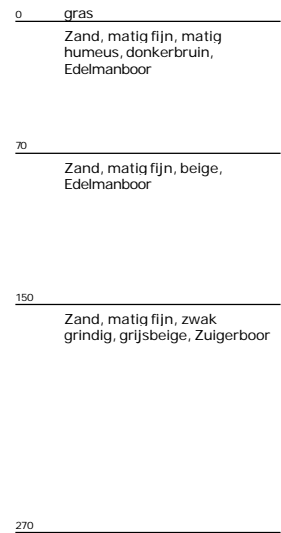 0 gras
Zand, matig fijn, matig
humeus, donkerbruin,
Edelmanboor
70
Zand, matig fijn, beige,
Edelmanboor
150
Zand, matig fijn, zwak
grindig, grijsbeige, Zuigerboor
270